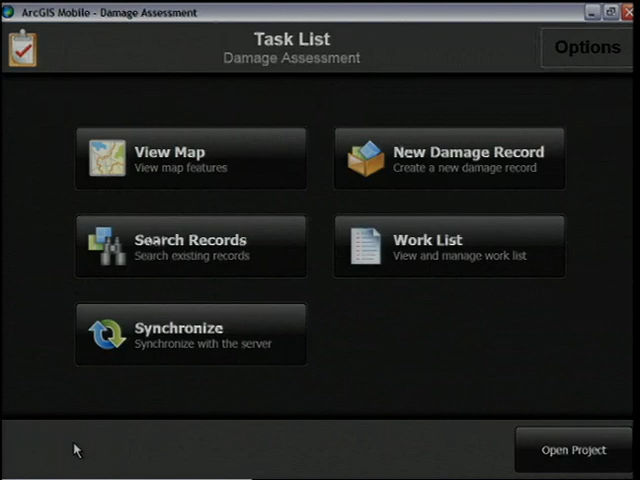 ArcGIS Mobile - Damage Assessment
Task List
Damage Assessment
Options
View Map
View map features
New Damage Record
Create a new damage record
Search Records
Search existing records
Work List
View and manage work list
Synchronize
Synchronize with the server
Open Project